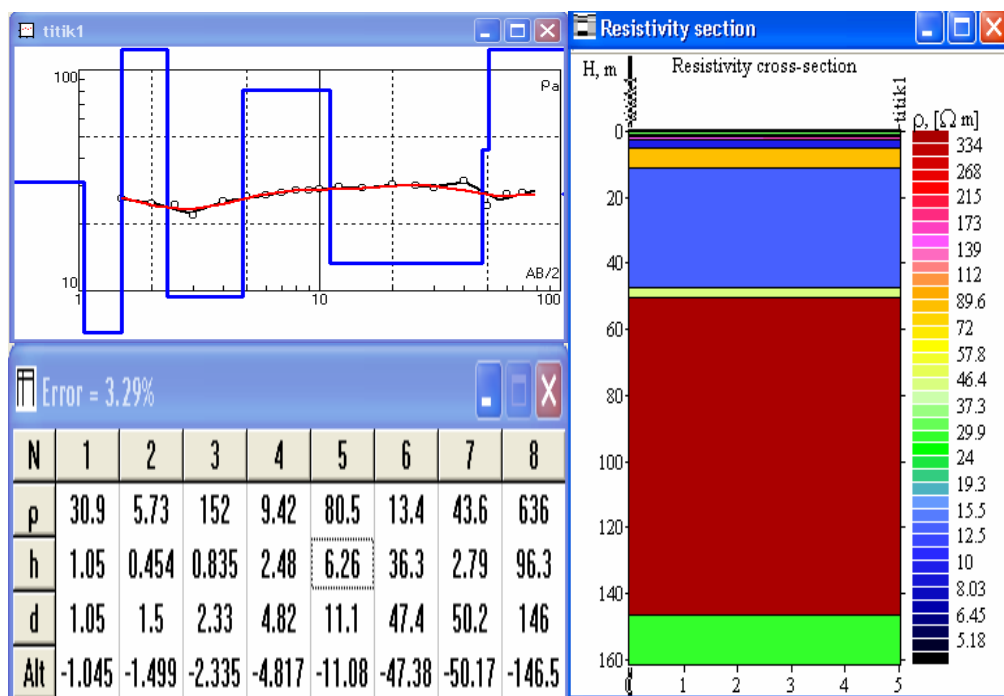 titik1
100
ρa
10
AB/2
1
10
100
Error = 3.29%
N 1 2 3 4 5 6 7 8
ρ 30.9 5.73 152 9.42 80.5 13.4 43.6 636
h 1.05 0.454 0.835 2.48 6.26 36.3 2.79 96.3
d 1.05 1.5 2.33 4.82 11.1 47.4 50.2 146
Alt -1.045 -1.499 -2.335 -4.817 -11.08 -47.38 -50.17 -146.5
Resistivity section
H, m
Resistivity cross-section
titik1
ρ, [Ω m]
0
20
40
60
80
100
120
140
160
0 1 2 3 4 5
334
268
215
173
139
112
89.6
72
57.8
46.4
37.3
29.9
24
19.3
15.5
12.5
10
8.03
6.45
5.18